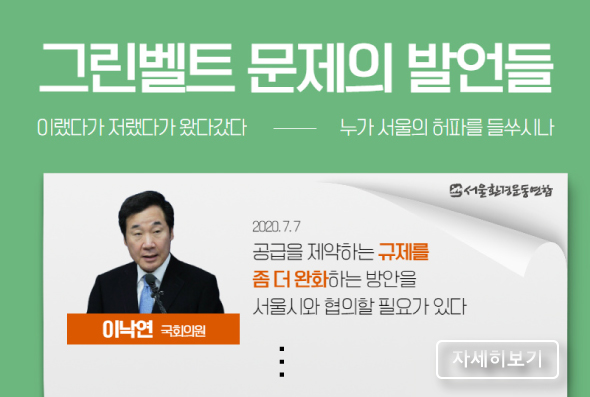 그린벨트 문제의 발언들
이랬다가 저랬다가 왔다갔다 —— 누가 서울의 허파를 들쑤시나
서울환경운동연합
2020. 7. 7
공급을 제약하는 규제를
좀 더 완화하는 방안을
서울시와 협의할 필요가 있다
이낙연 국회의원
자세히보기